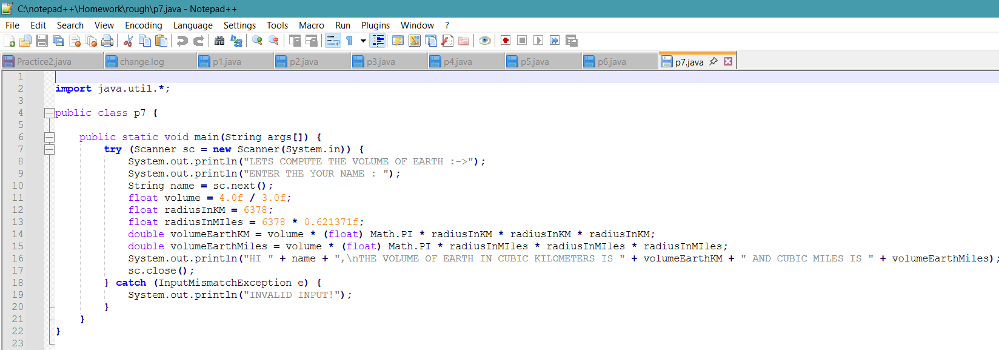 C:\notepad++\Homework\rough\p7.java - Notepad++
File Edit Search View Encoding Language Settings Tools Macro Run Plugins Window ?
Practice2.java change.log p1.java p2.java p3.java p4.java p5.java p6.java p7.java
1
2 import java.util.*;
3
4 public class p7 {
5
6 public static void main(String args[]) {
7 try (Scanner sc = new Scanner(System.in)) {
8 System.out.println("LETS COMPUTE THE VOLUME OF EARTH :->");
9 System.out.println("ENTER THE YOUR NAME : ");
10 String name = sc.next();
11 float volume = 4.0f / 3.0f;
12 float radiusInKM = 6378;
13 float radiusInMIles = 6378 * 0.621371f;
14 double volumeEarthKM = volume * (float) Math.PI * radiusInKM * radiusInKM * radiusInKM;
15 double volumeEarthMiles = volume * (float) Math.PI * radiusInMIles * radiusInMIles * radiusInMIles;
16 System.out.println("HI " + name + ",\nTHE VOLUME OF EARTH IN CUBIC KILOMETERS IS " + volumeEarthKM + " AND CUBIC MILES IS " + volumeEarthMiles);
17 sc.close();
18 } catch (InputMismatchException e) {
19 System.out.println("INVALID INPUT!");
20 }
21 }
22 }
23